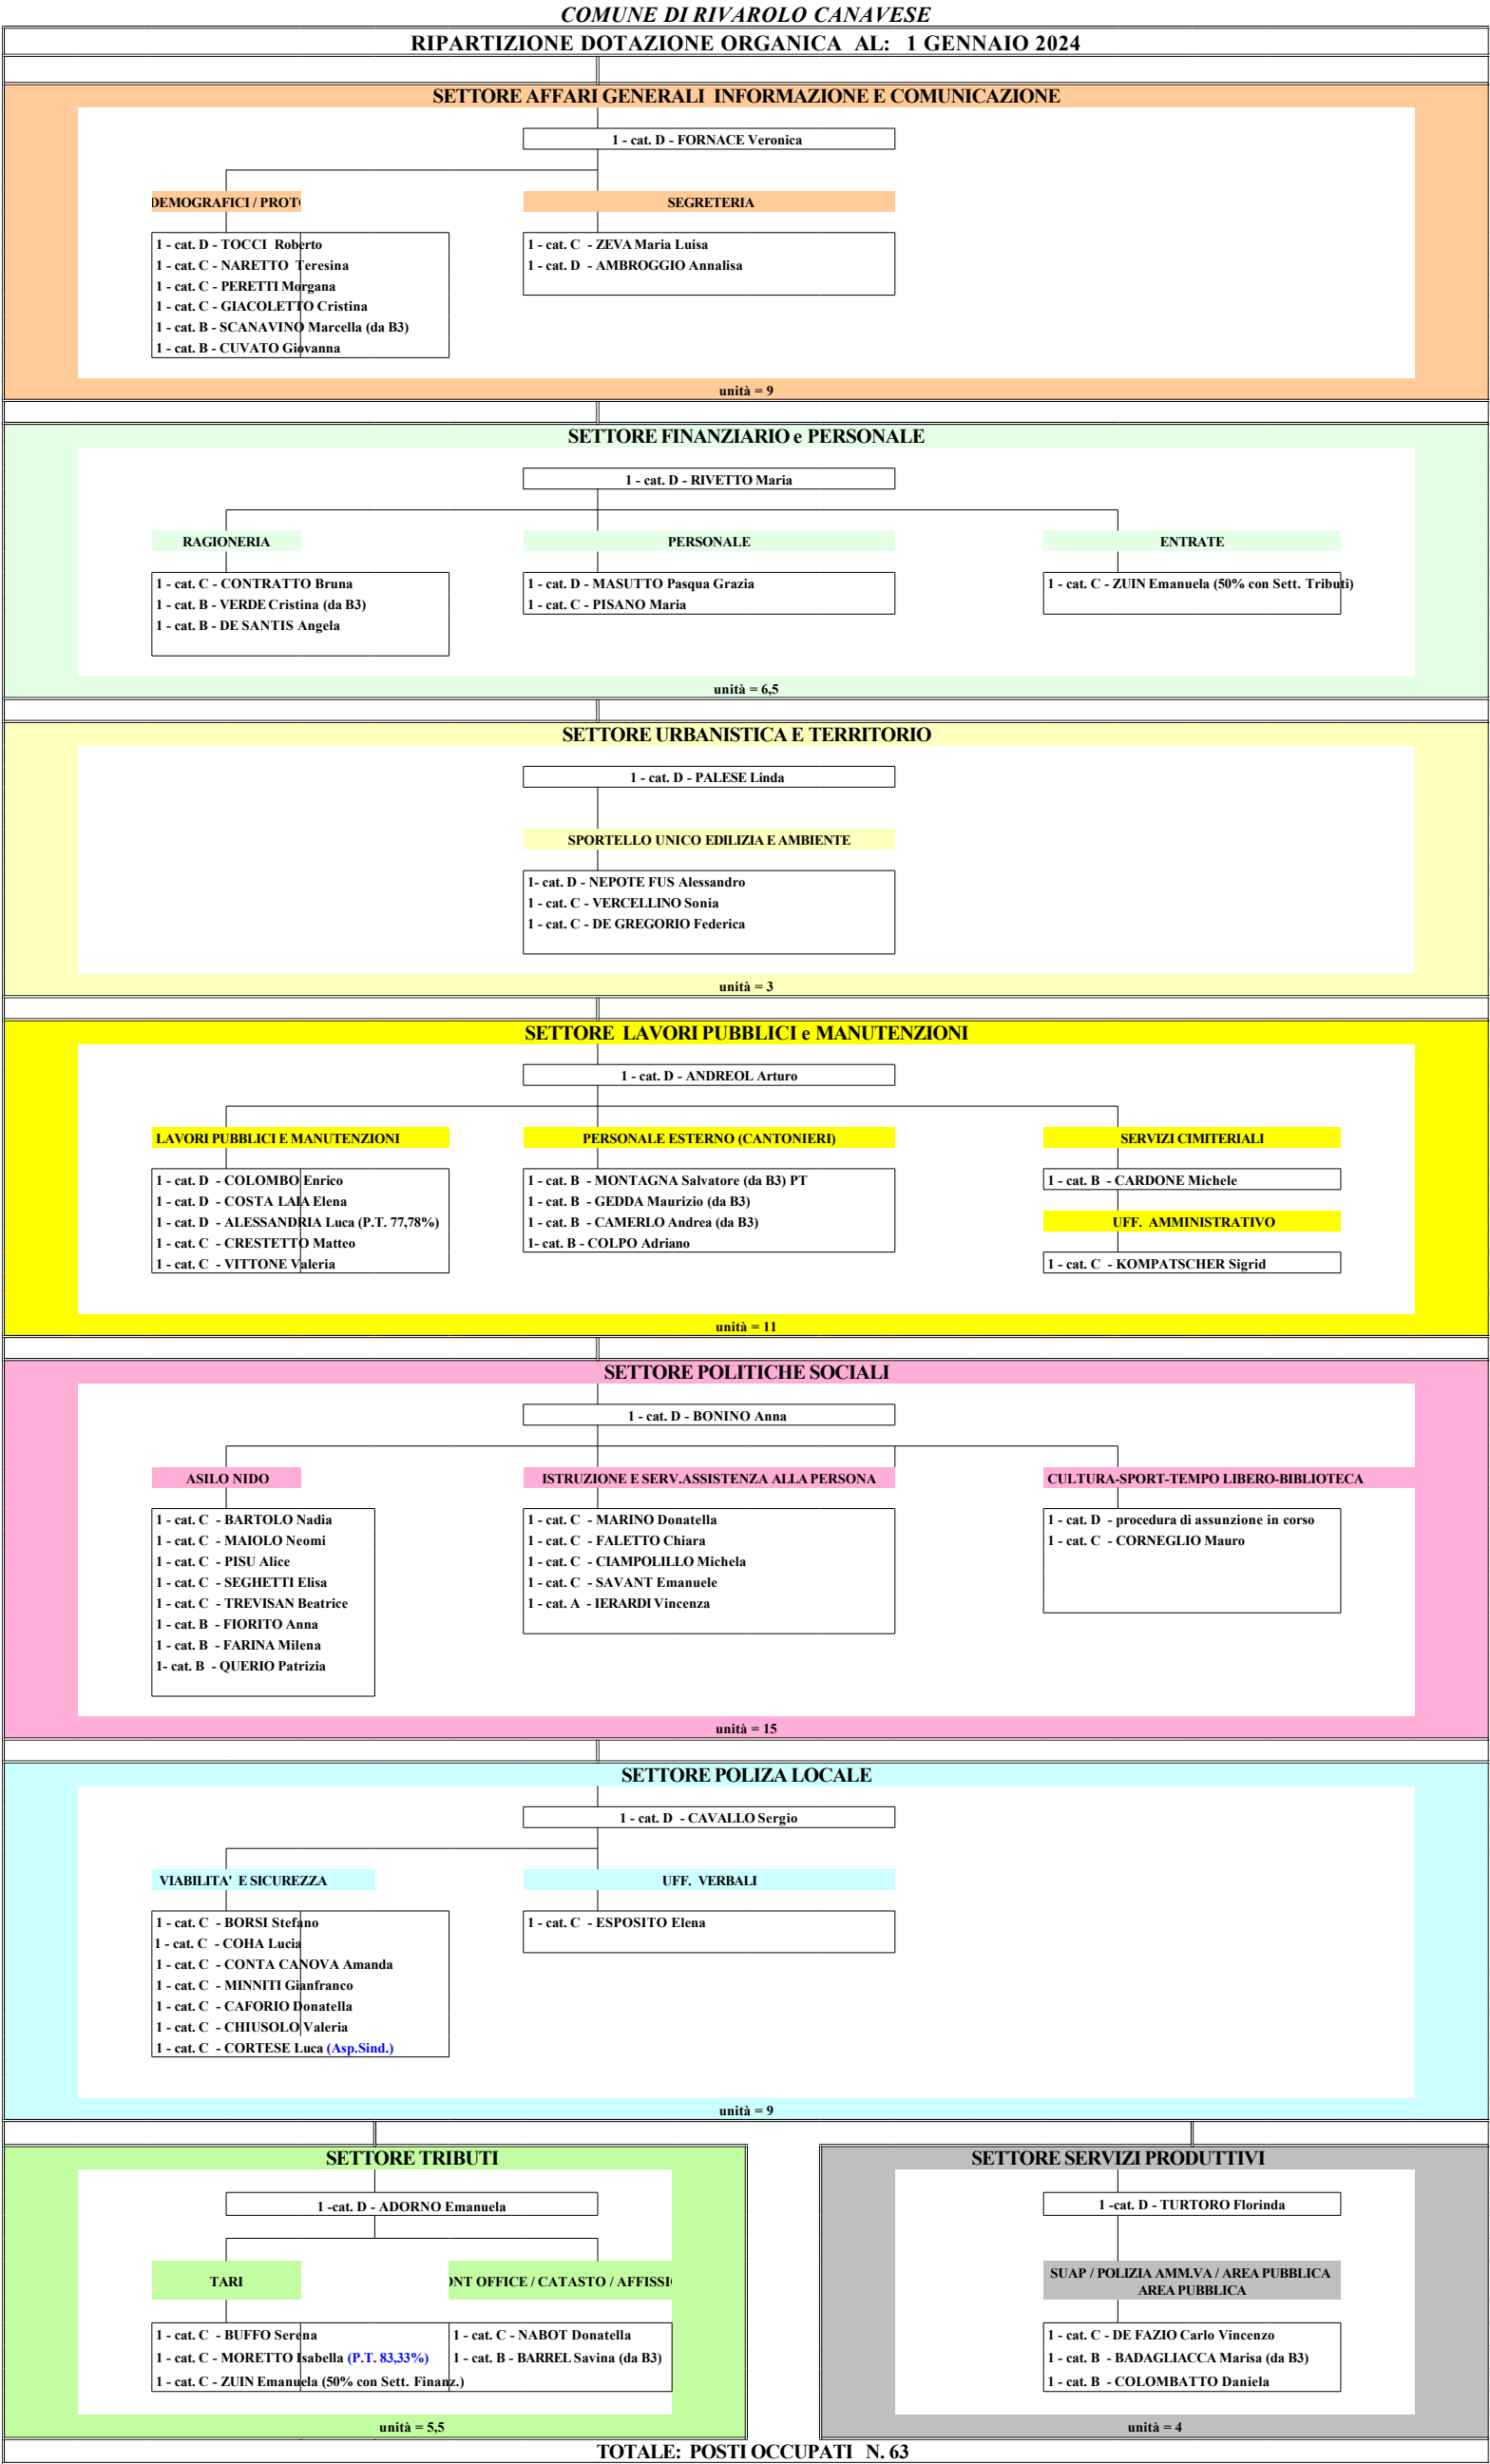 COMUNE DI RIVAROLO CANAVESE
RIPARTIZIONE DOTAZIONE ORGANICA AL: 1 GENNAIO 2024
SETTORE AFFARI GENERALI INFORMAZIONE E COMUNICAZIONE
1 - cat. D - FORNACE Veronica
DEMOGRAFICI / PROT
1 - cat. D - TOCCI Roberto
1 - cat. C - NARETTO Teresina
1 - cat. C - PERETTI Morgana
1 - cat. C - GIACOLETTO Cristina
1 - cat. B - SCANAVINO Marcella (da B3)
1 - cat. B - CUVATO Giovanna
SEGRETERIA
1 - cat. C - ZEVA Maria Luisa
1 - cat. D - AMBROGGIO Annalisa
unità = 9
SETTORE FINANZIARIO e PERSONALE
1 - cat. D - RIVETTO Maria
RAGIONERIA
1 - cat. C - CONTRATTO Bruna
1 - cat. B - VERDE Cristina (da B3)
1 - cat. B - DE SANTIS Angela
PERSONALE
1 - cat. D - MASUTTO Pasqua Grazia
1 - cat. C - PISANO Maria
ENTRATE
1 - cat. C - ZUIN Emanuela (50% con Sett. Tributi)
unità = 6,5
SETTORE URBANISTICA E TERRITORIO
1 - cat. D - PALESE Linda
SPORTELLO UNICO EDILIZIA E AMBIENTE
1- cat. D - NEPOTE FUS Alessandro
1 - cat. C - VERCELLINO Sonia
1 - cat. C - DE GREGORIO Federica
unità = 3
SETTORE LAVORI PUBBLICI e MANUTENZIONI
1 - cat. D - ANDREOL Arturo
LAVORI PUBBLICI E MANUTENZIONI
1 - cat. D - COLOMBO Enrico
1 - cat. D - COSTA LAIA Elena
1 - cat. D - ALESSANDRIA Luca (P.T. 77,78%)
1 - cat. C - CRESTETTO Matteo
1 - cat. C - VITTONE Valeria
PERSONALE ESTERNO (CANTONIERI)
1 - cat. B - MONTAGNA Salvatore (da B3) PT
1 - cat. B - GEDDA Maurizio (da B3)
1 - cat. B - CAMERLO Andrea (da B3)
1- cat. B - COLPO Adriano
SERVIZI CIMITERIALI
1 - cat. B - CARDONE Michele
UFF. AMMINISTRATIVO
1 - cat. C - KOMPATSCHER Sigrid
unità = 11
SETTORE POLITICHE SOCIALI
1 - cat. D - BONINO Anna
ASILO NIDO
1 - cat. C - BARTOLO Nadia
1 - cat. C - MAIOLO Neomi
1 - cat. C - PISU Alice
1 - cat. C - SEGHETTI Elisa
1 - cat. C - TREVISAN Beatrice
1 - cat. B - FIORITO Anna
1 - cat. B - FARINA Milena
1- cat. B - QUERIO Patrizia
ISTRUZIONE E SERV.ASSISTENZA ALLA PERSONA
1 - cat. C - MARINO Donatella
1 - cat. C - FALETTO Chiara
1 - cat. C - CIAMPOLILLO Michela
1 - cat. C - SAVANT Emanuele
1 - cat. A - IERARDI Vincenza
CULTURA-SPORT-TEMPO LIBERO-BIBLIOTECA
1 - cat. D - procedura di assunzione in corso
1 - cat. C - CORNEGLIO Mauro
unità = 15
SETTORE POLIZA LOCALE
1 - cat. D - CAVALLO Sergio
VIABILITA' E SICUREZZA
1 - cat. C - BORSI Stefano
1 - cat. C - COHA Lucia
1 - cat. C - CONTA CANOVA Amanda
1 - cat. C - MINNITI Gianfranco
1 - cat. C - CAFORIO Donatella
1 - cat. C - CHIUSOLO Valeria
1 - cat. C - CORTESE Luca (Asp.Sind.)
UFF. VERBALI
1 - cat. C - ESPOSITO Elena
unità = 9
SETTORE TRIBUTI
1 -cat. D - ADORNO Emanuela
TARI
1 - cat. C - BUFFO Serena
1 - cat. C - MORETTO Isabella (P.T. 83,33%)
1 - cat. C - ZUIN Emanuela (50% con Sett. Finanz.)
ONT OFFICE / CATASTO / AFFISSI
1 - cat. C - NABOT Donatella
1 - cat. B - BARREL Savina (da B3)
unità = 5,5
SETTORE SERVIZI PRODUTTIVI
1 -cat. D - TURTORO Florinda
SUAP / POLIZIA AMM.VA / AREA PUBBLICA
AREA PUBBLICA
1 - cat. C - DE FAZIO Carlo Vincenzo
1 - cat. B - BADAGLIACCA Marisa (da B3)
1 - cat. B - COLOMBATTO Daniela
unità = 4
TOTALE: POSTI OCCUPATI N. 63